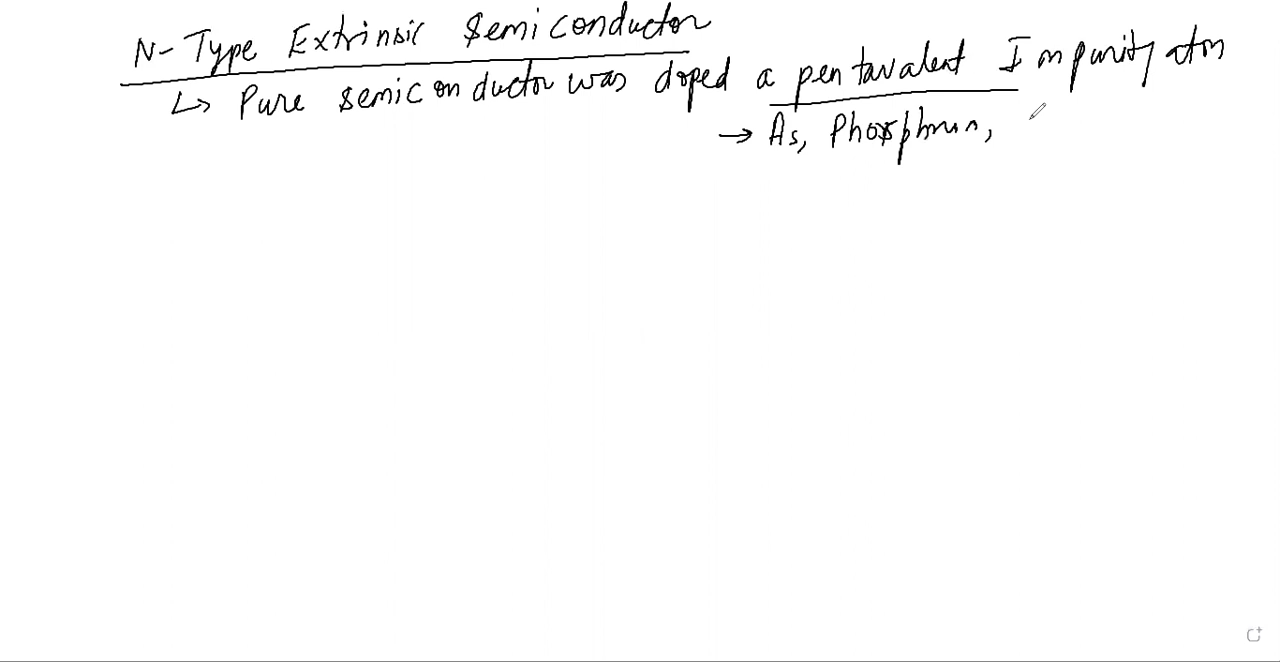 N-Type Extrinsic Semiconductor
↳ Pure semiconductor was doped a pentavalent Impurity atom
→ As, Phosphorus,